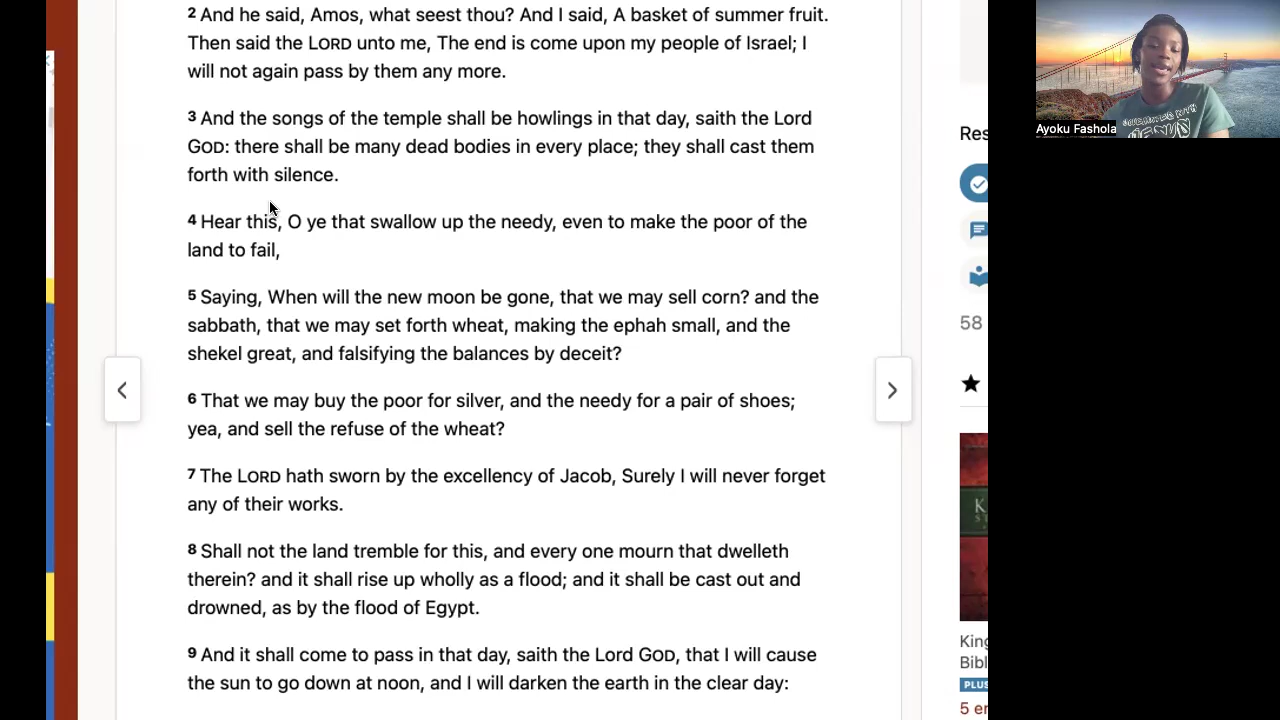 2 And he said, Amos, what seest thou? And I said, A basket of summer fruit.
Then said the LORD unto me, The end is come upon my people of Israel; I
will not again pass by them any more.
3 And the songs of the temple shall be howlings in that day, saith the Lord
GOD: there shall be many dead bodies in every place; they shall cast them
forth with silence.
4 Hear this, O ye that swallow up the needy, even to make the poor of the
land to fail,
5 Saying, When will the new moon be gone, that we may sell corn? and the
sabbath, that we may set forth wheat, making the ephah small, and the
shekel great, and falsifying the balances by deceit?
6 That we may buy the poor for silver, and the needy for a pair of shoes;
yea, and sell the refuse of the wheat?
7 The LORD hath sworn by the excellency of Jacob, Surely I will never forget
any of their works.
8 Shall not the land tremble for this, and every one mourn that dwelleth
therein? and it shall rise up wholly as a flood; and it shall be cast out and
drowned, as by the flood of Egypt.
9 And it shall come to pass in that day, saith the Lord GOD, that I will cause
the sun to go down at noon, and I will darken the earth in the clear day:
Ayoku Fashola
Res
58
King
Bibl
PLUS
5 er